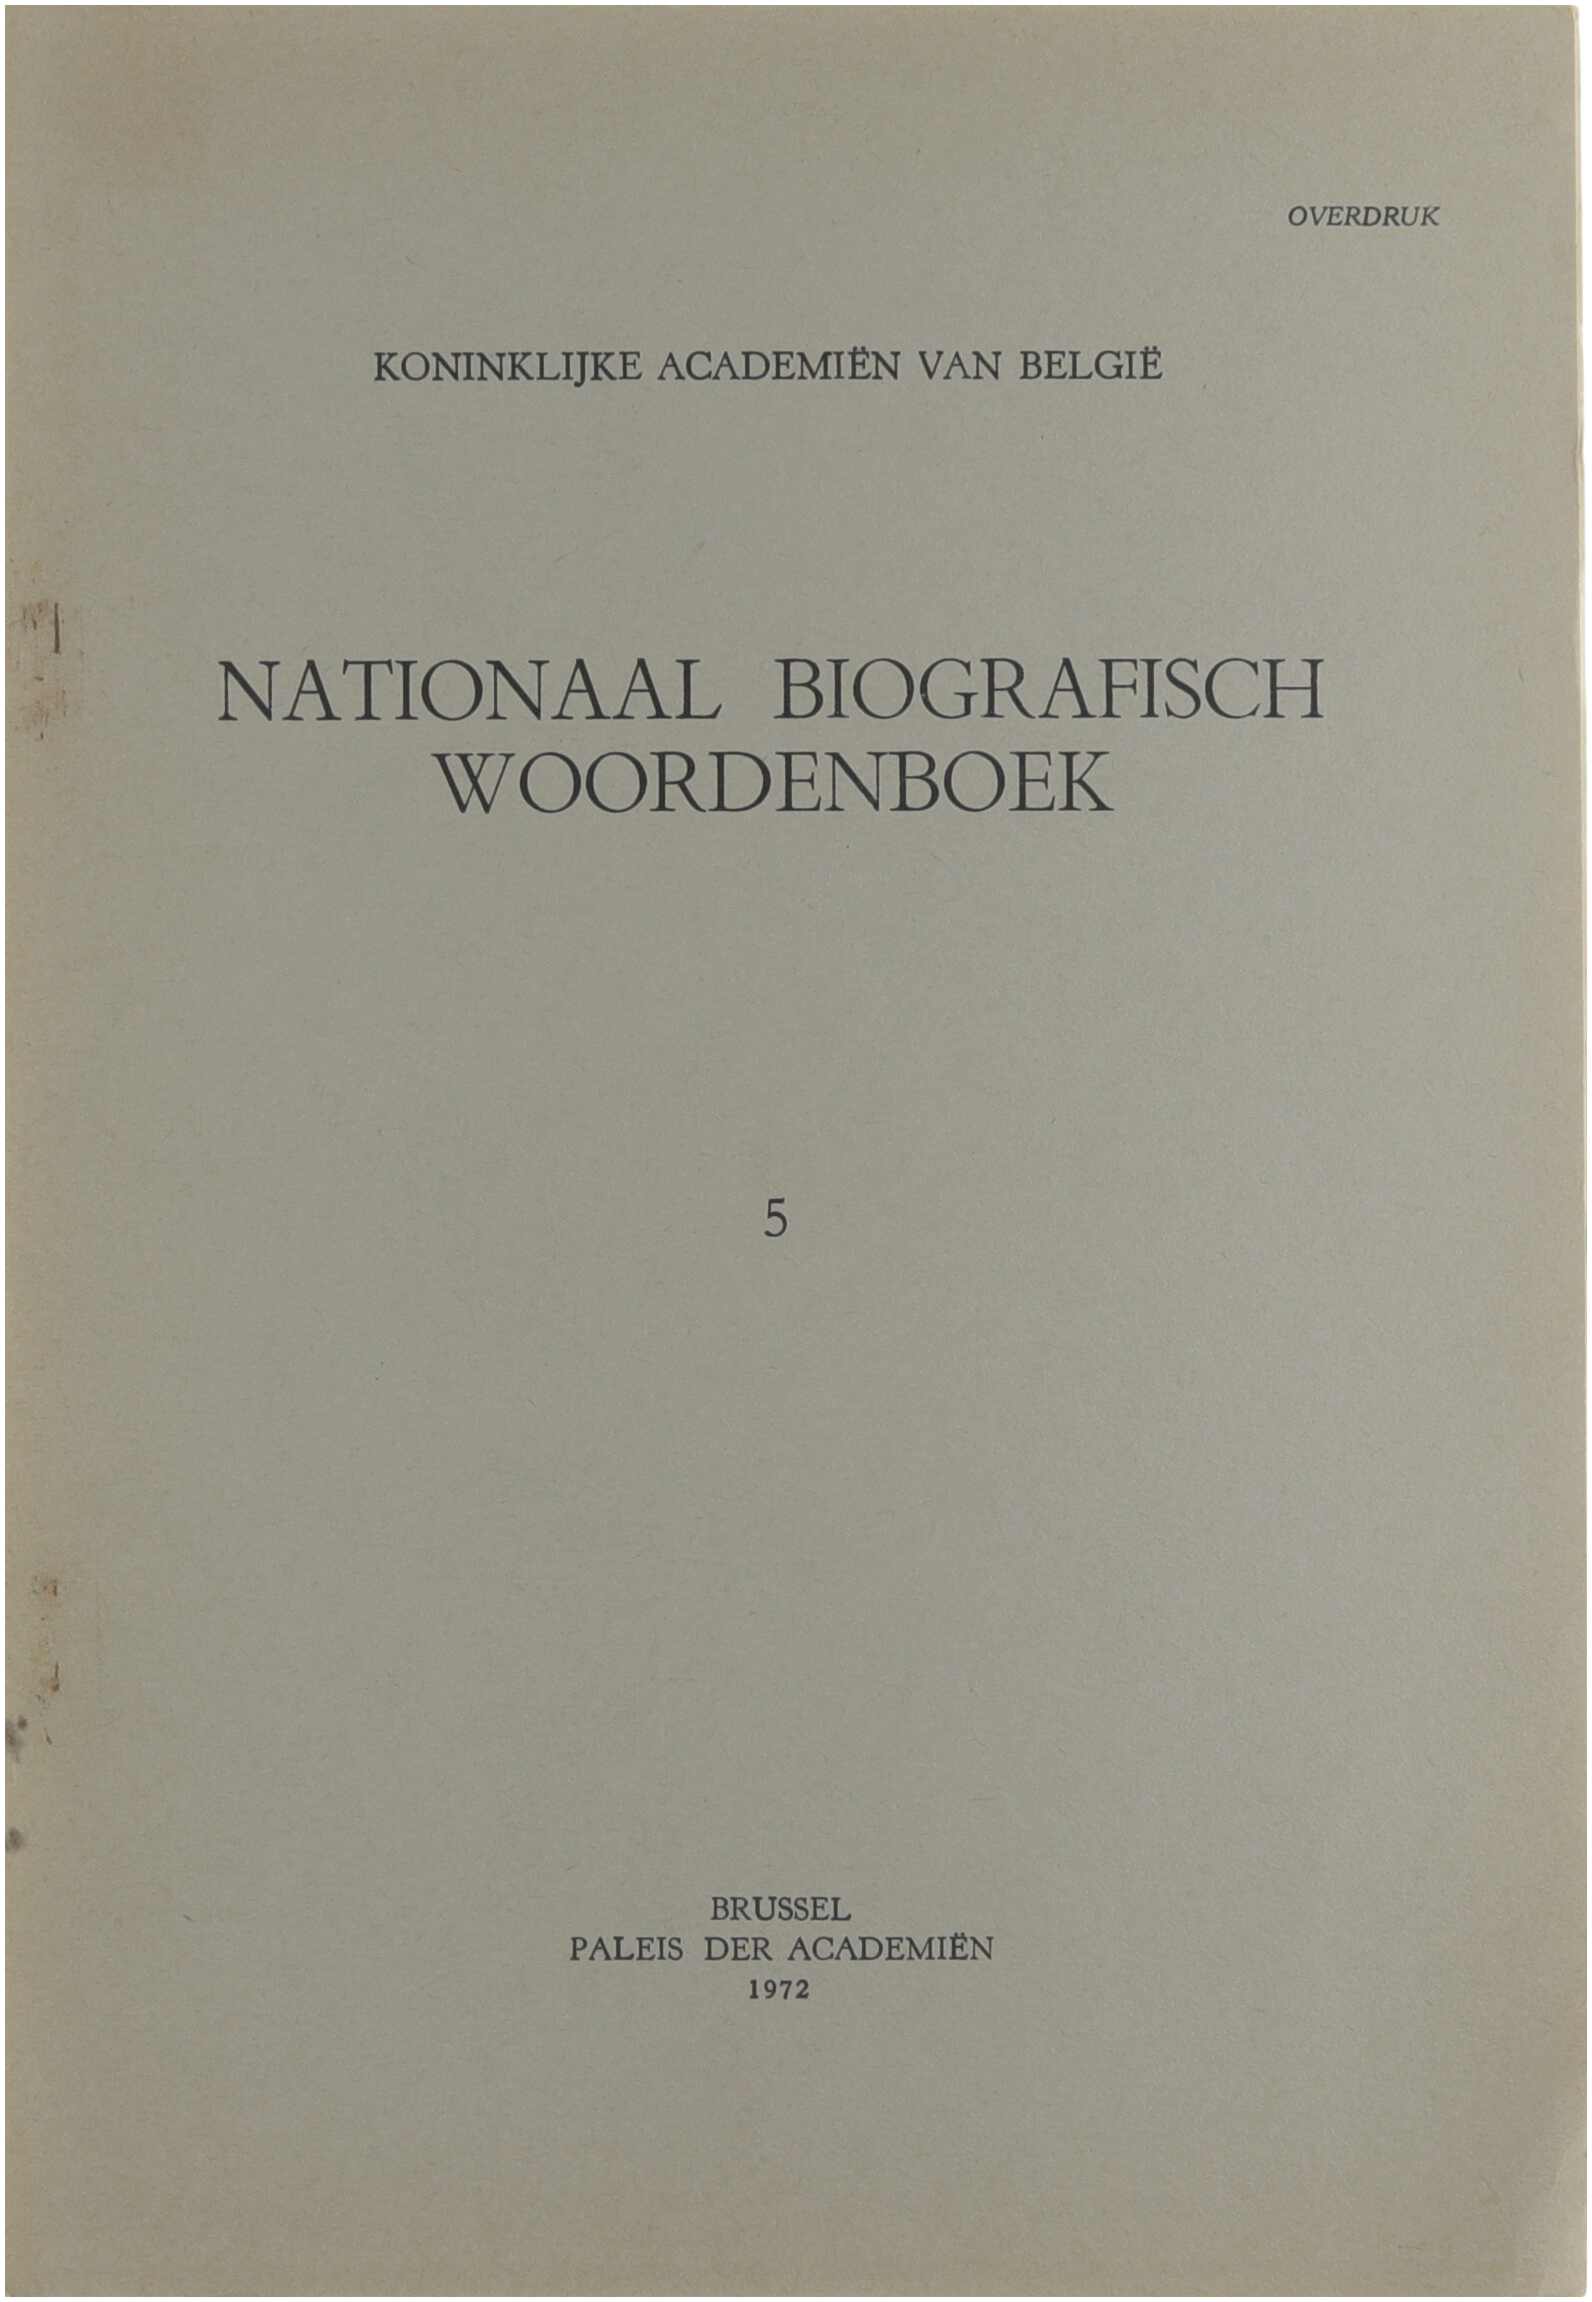 OVERDRUK
KONINKLIJKE ACADEMIËN VAN BELGIË
NATIONAAL BIOGRAFISCH
WOORDENBOEK
5
BRUSSEL
PALEIS DER ACADEMIËN
1972